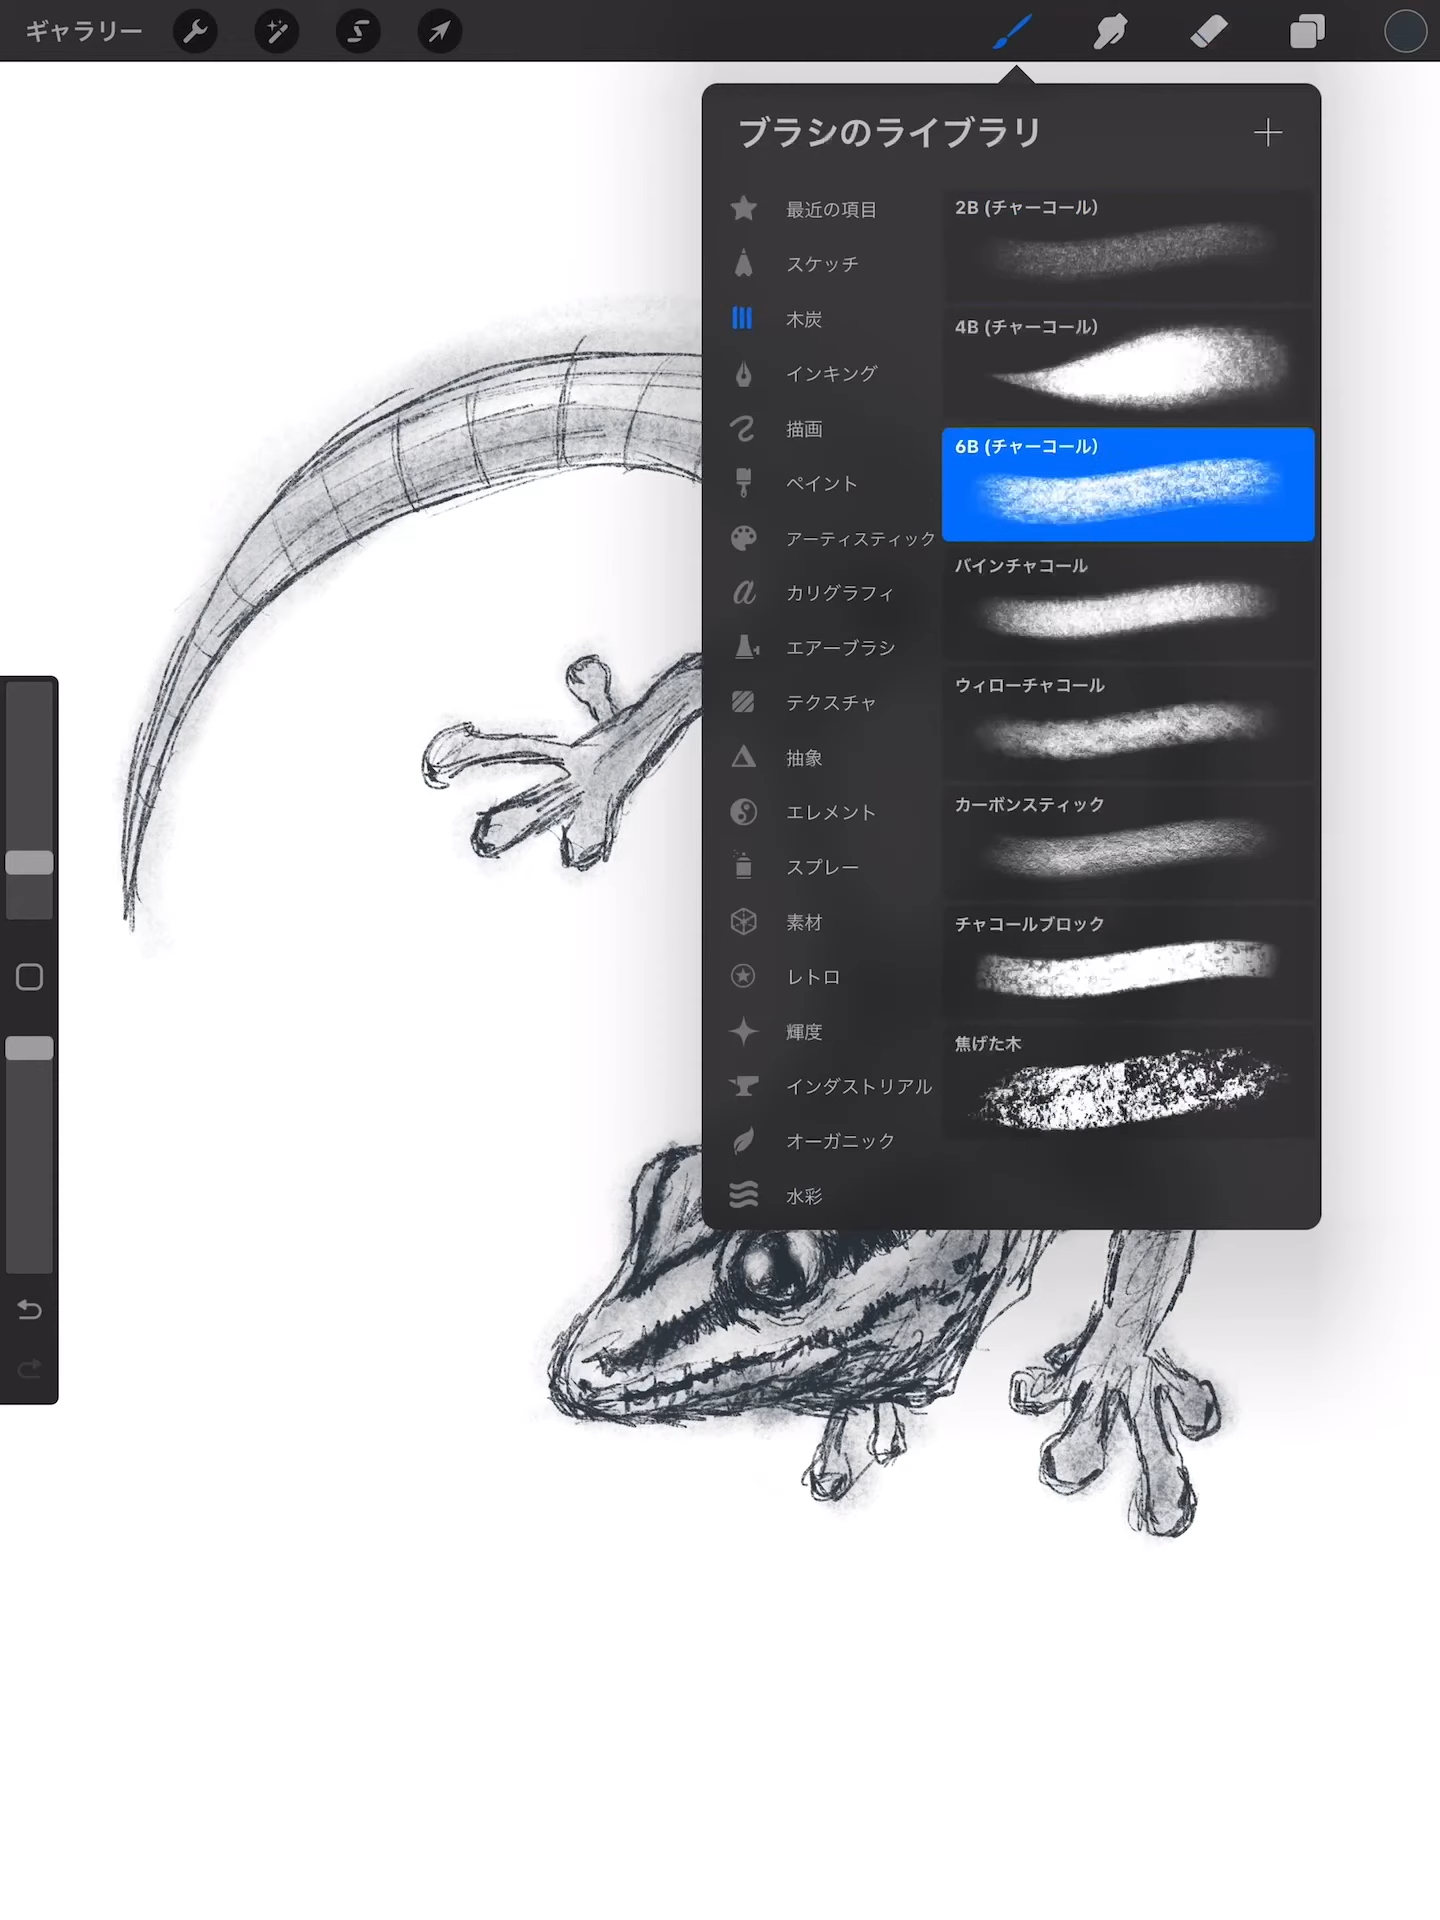 ギャラリー
ブラシのライブラリ
最近の項目
スケッチ
木炭
インキング
描画
ペイント
アーティスティック
カリグラフィ
エアーブラシ
テクスチャ
抽象
エレメント
スプレー
素材
レトロ
輝度
インダストリアル
オーガニック
水彩
2B (チャーコール)
4B (チャーコール)
6B (チャーコール)
バインチャコール
ウィローチャコール
カーボンスティック
チャコールブロック
焦げた木